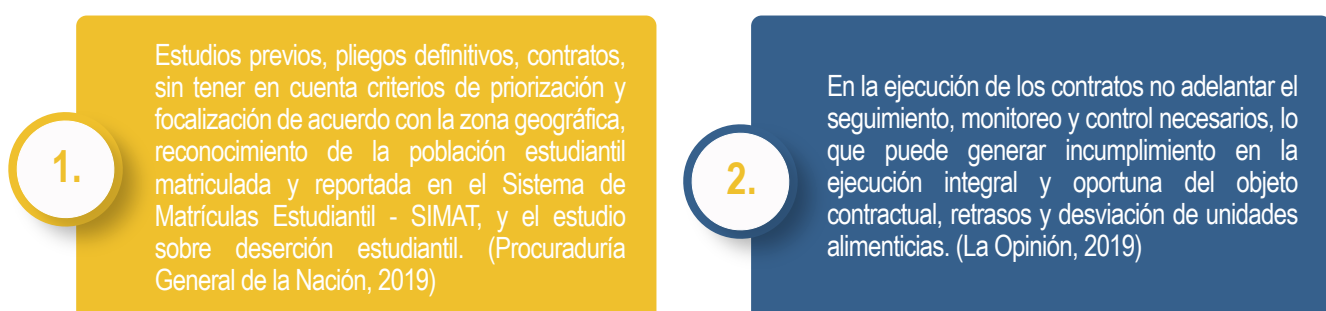 1.
Estudios previos, pliegos definitivos, contratos,
sin tener en cuenta criterios de priorización y
focalización de acuerdo con la zona geográfica,
reconocimiento de la población estudiantil
matriculada y reportada en el Sistema de
Matrículas Estudiantil - SIMAT, y el estudio
sobre deserción estudiantil. (Procuraduría
General de la Nación, 2019)
2.
En la ejecución de los contratos no adelantar el
seguimiento, monitoreo y control necesarios, lo
que puede generar incumplimiento en la
ejecución integral y oportuna del objeto
contractual, retrasos y desviación de unidades
alimenticias. (La Opinión, 2019)